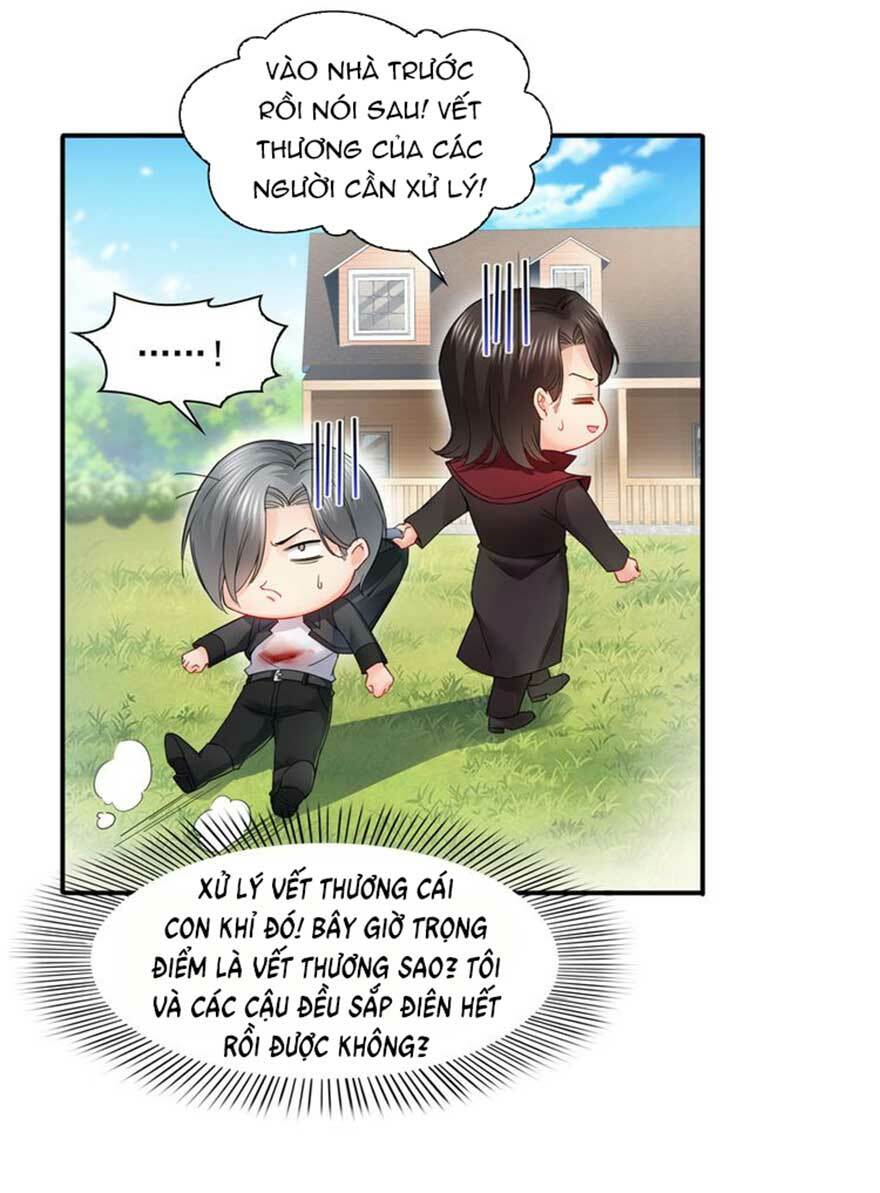 VÀO NHÀ TRƯỚC
RỒI NÓI SAU! VẾT
THƯƠNG CỦA CÁC
NGƯỜI CẦN XỬ LÝ!
......!
XỬ LÝ VẾT THƯƠNG CÁI
CON KHỈ ĐÓ! BÂY GIỜ TRỌNG
ĐIỂM LÀ VẾT THƯƠNG SAO? TÔI
VÀ CÁC CẬU ĐỀU SẮP ĐIÊN HẾT
RỒI ĐƯỢC KHÔNG?